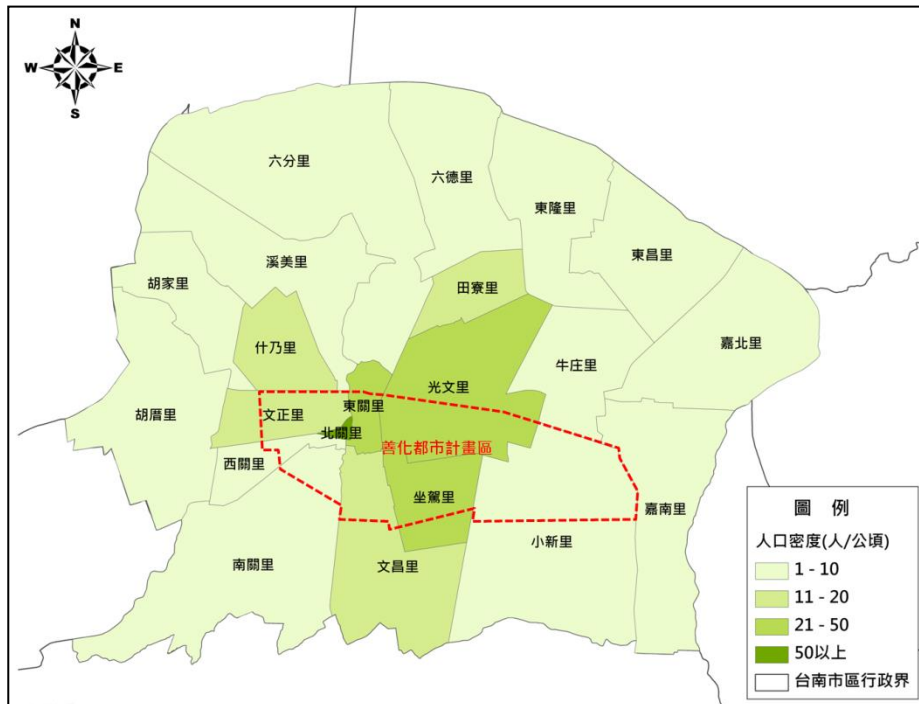 N
W
E
S
六分里
六德里
東隆里
東昌里
溪美里
胡家里
田寮里
嘉北里
什乃里
牛庄里
光文里
胡厝里
文正里
東關里
北關里
善化都市計畫區
西關里
坐駕里
嘉南里
小新里
南關里
文昌里
圖 例
人口密度(人/公頃)
1 - 10
11 - 20
21 - 50
50以上
台南市區行政界